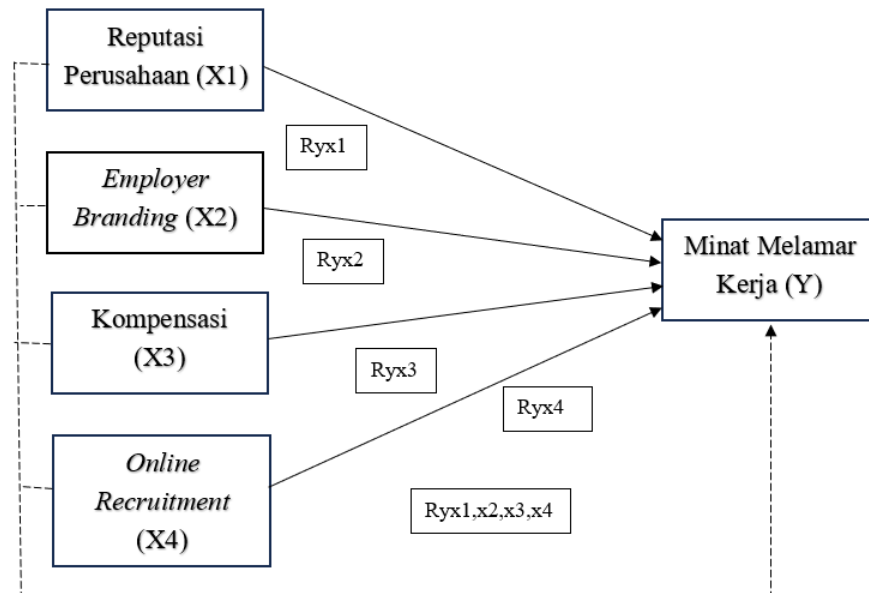 Reputasi
Perusahaan (X1)
Ryx1
Employer
Branding (X2)
Ryx2
Minat Melamar
Kerja (Y)
Kompensasi
(X3)
Ryx3
Ryx4
Online
Recruitment
(X4)
Ryx1,x2,x3,x4